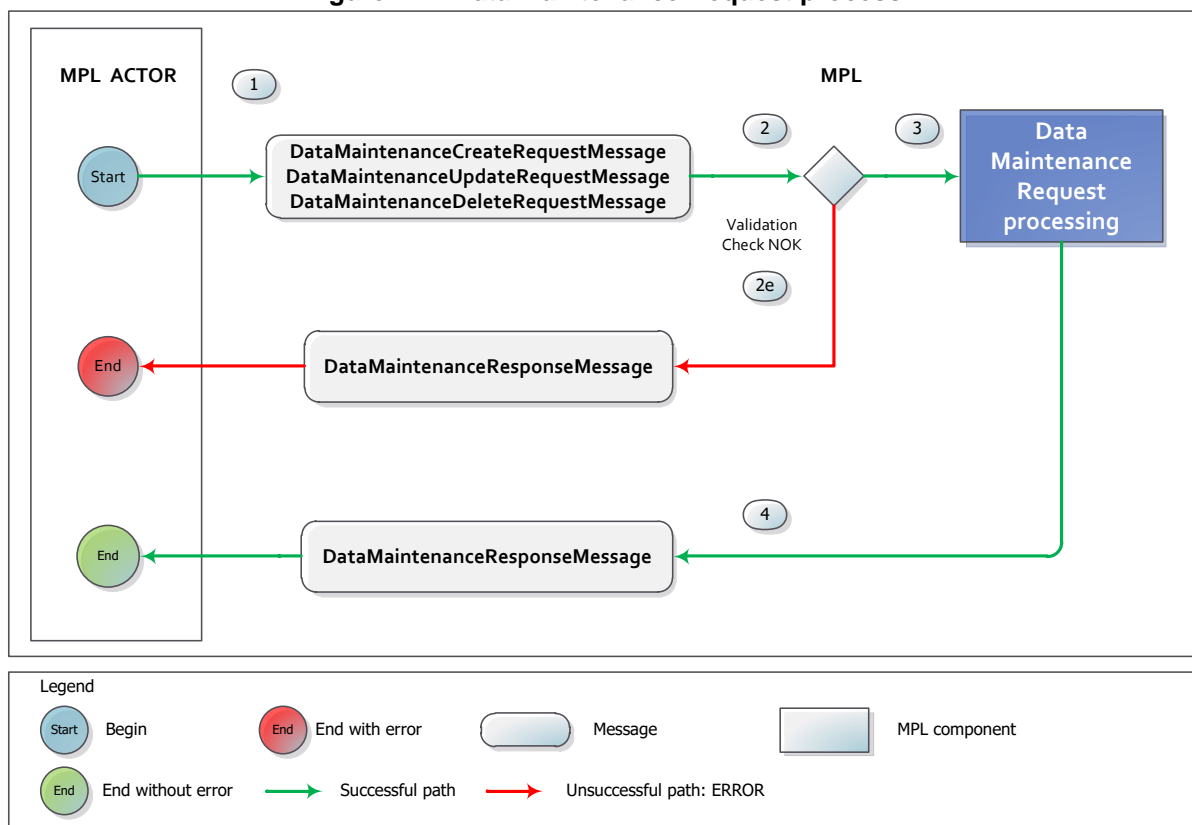 MPL ACTOR
1
MPL
2
3
Start
DataMaintenanceCreateRequestMessage
DataMaintenanceUpdateRequestMessage
DataMaintenanceDeleteRequestMessage
Data
Maintenance
Request
processing
Validation
Check NOK
2e
End
DataMaintenanceResponseMessage
4
End
DataMaintenanceResponseMessage
Legend
Start Begin
End End with error
Message
MPL component
End End without error
Successful path
Unsuccessful path: ERROR